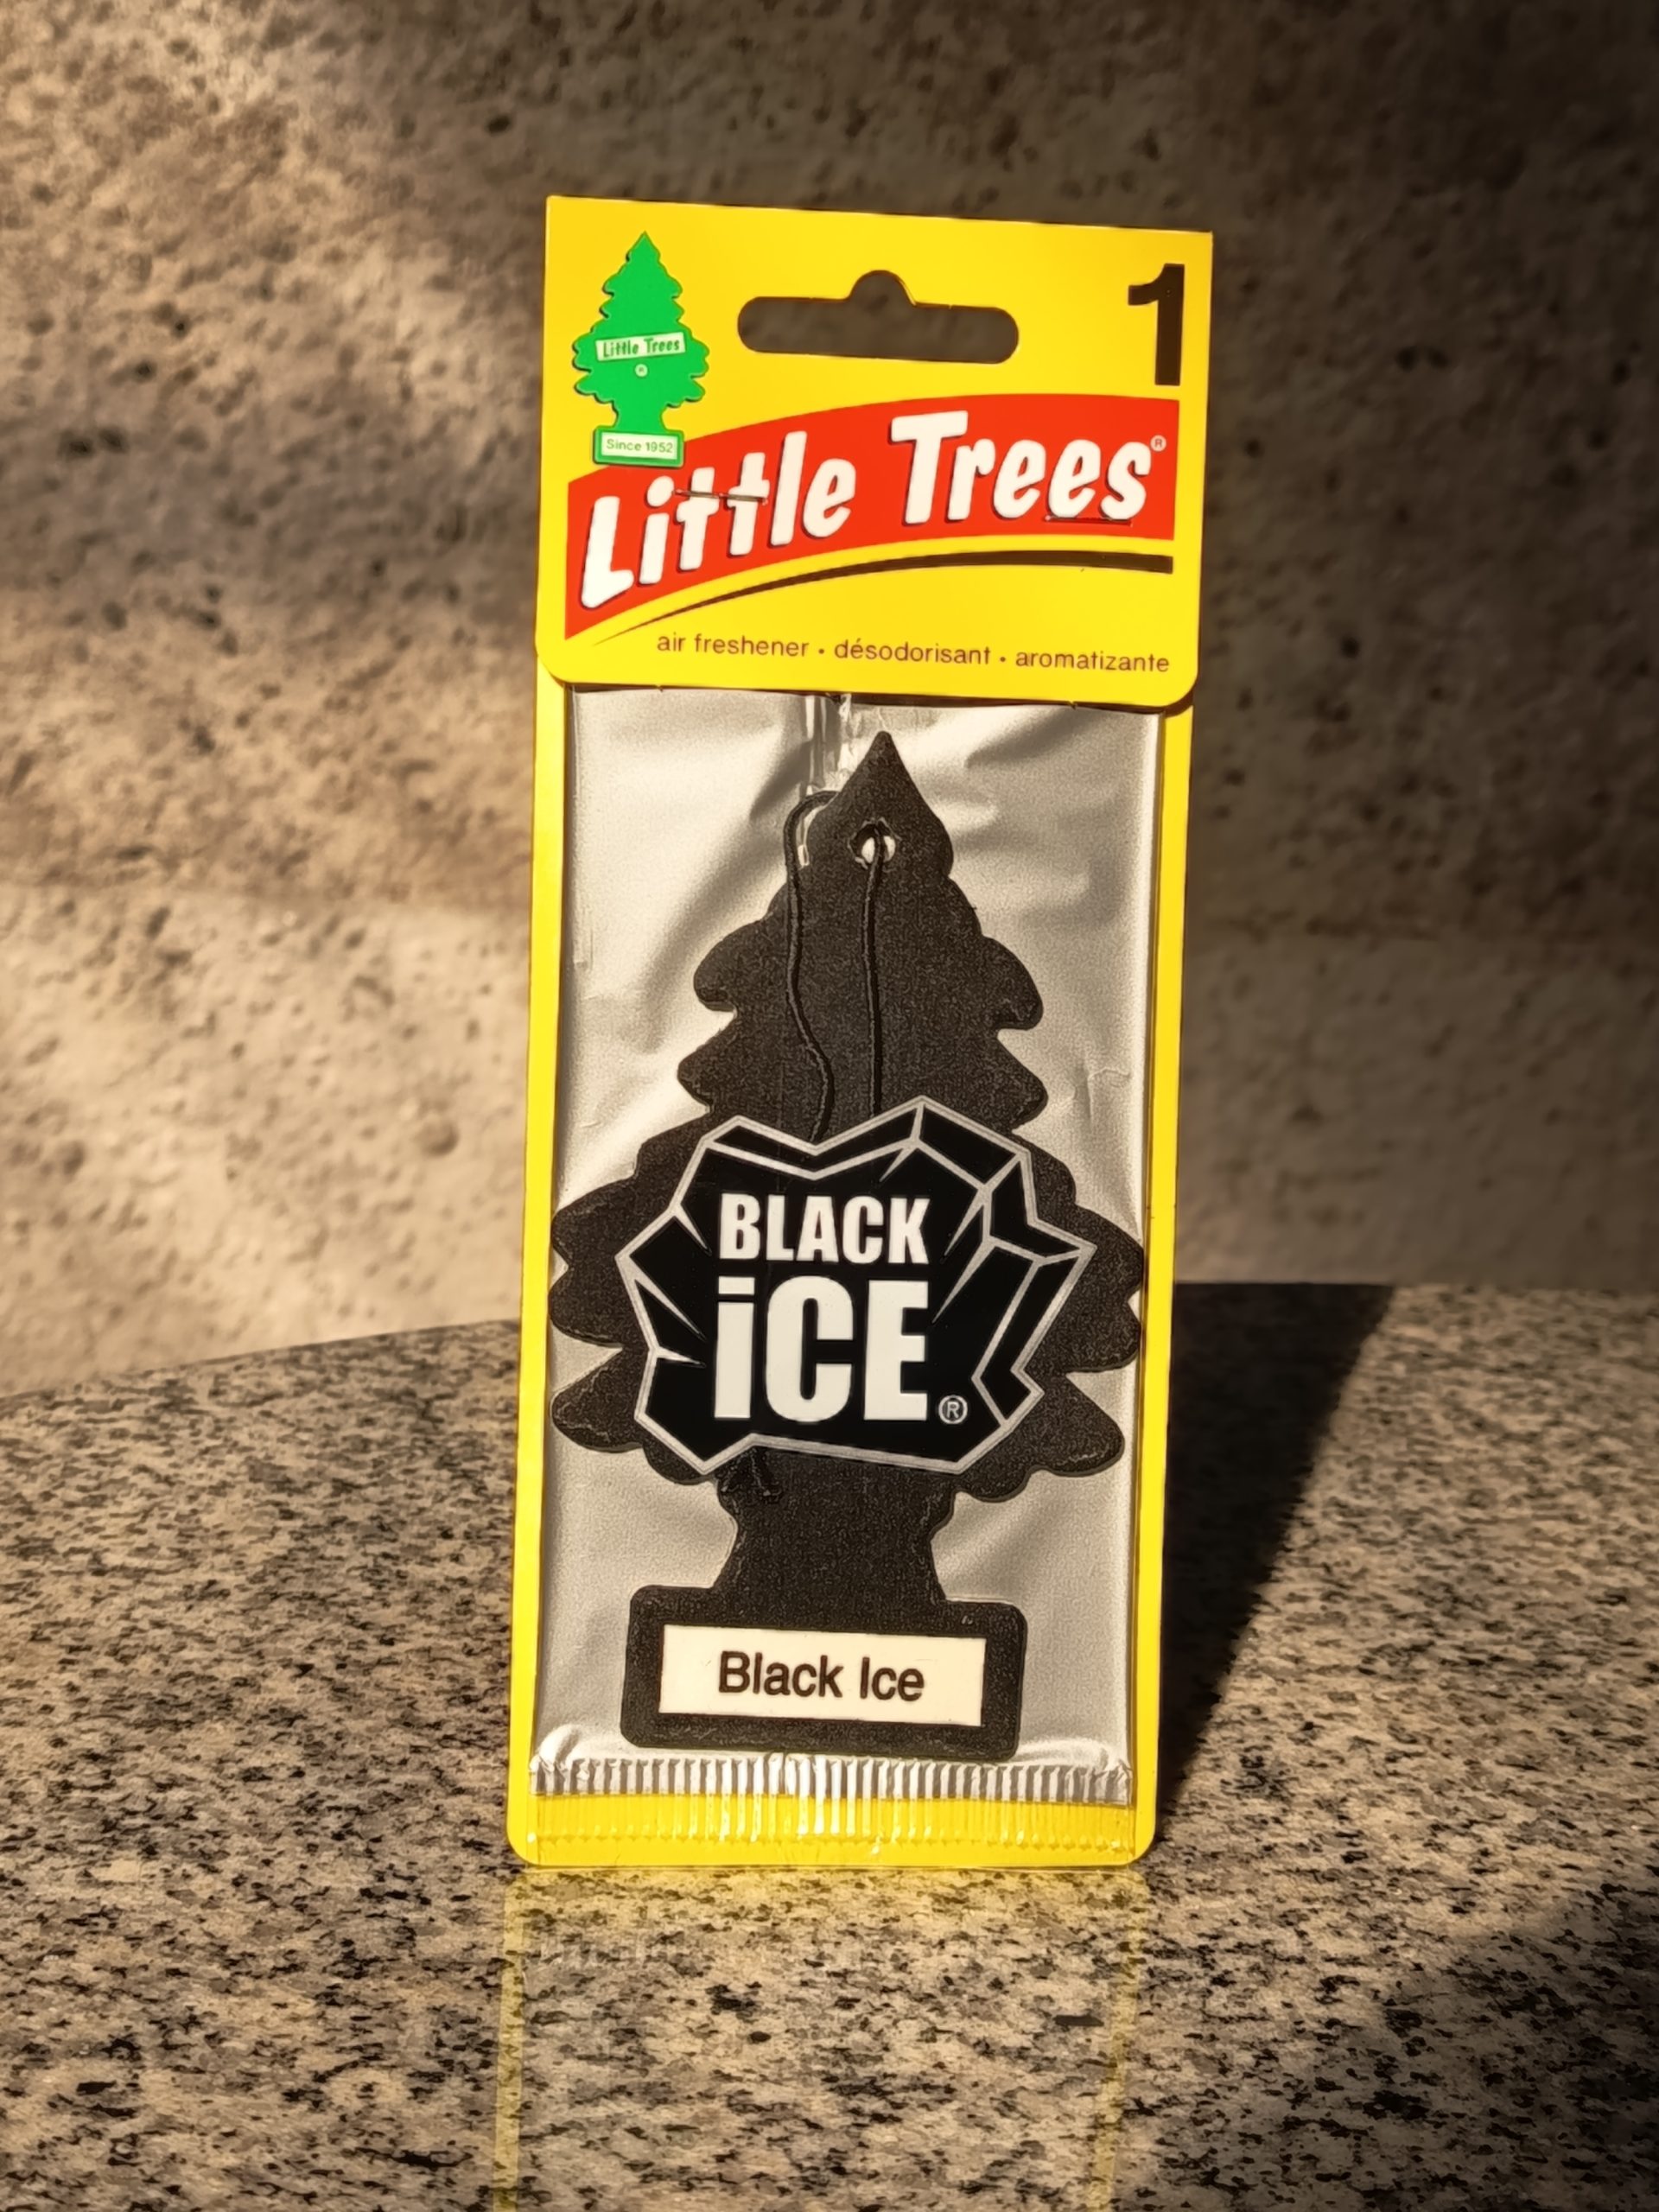 1
Little Trees
®
Since 1952
Little Trees®
air freshener • désodorisant • aromatizante
BLACK
iCE®
Black Ice